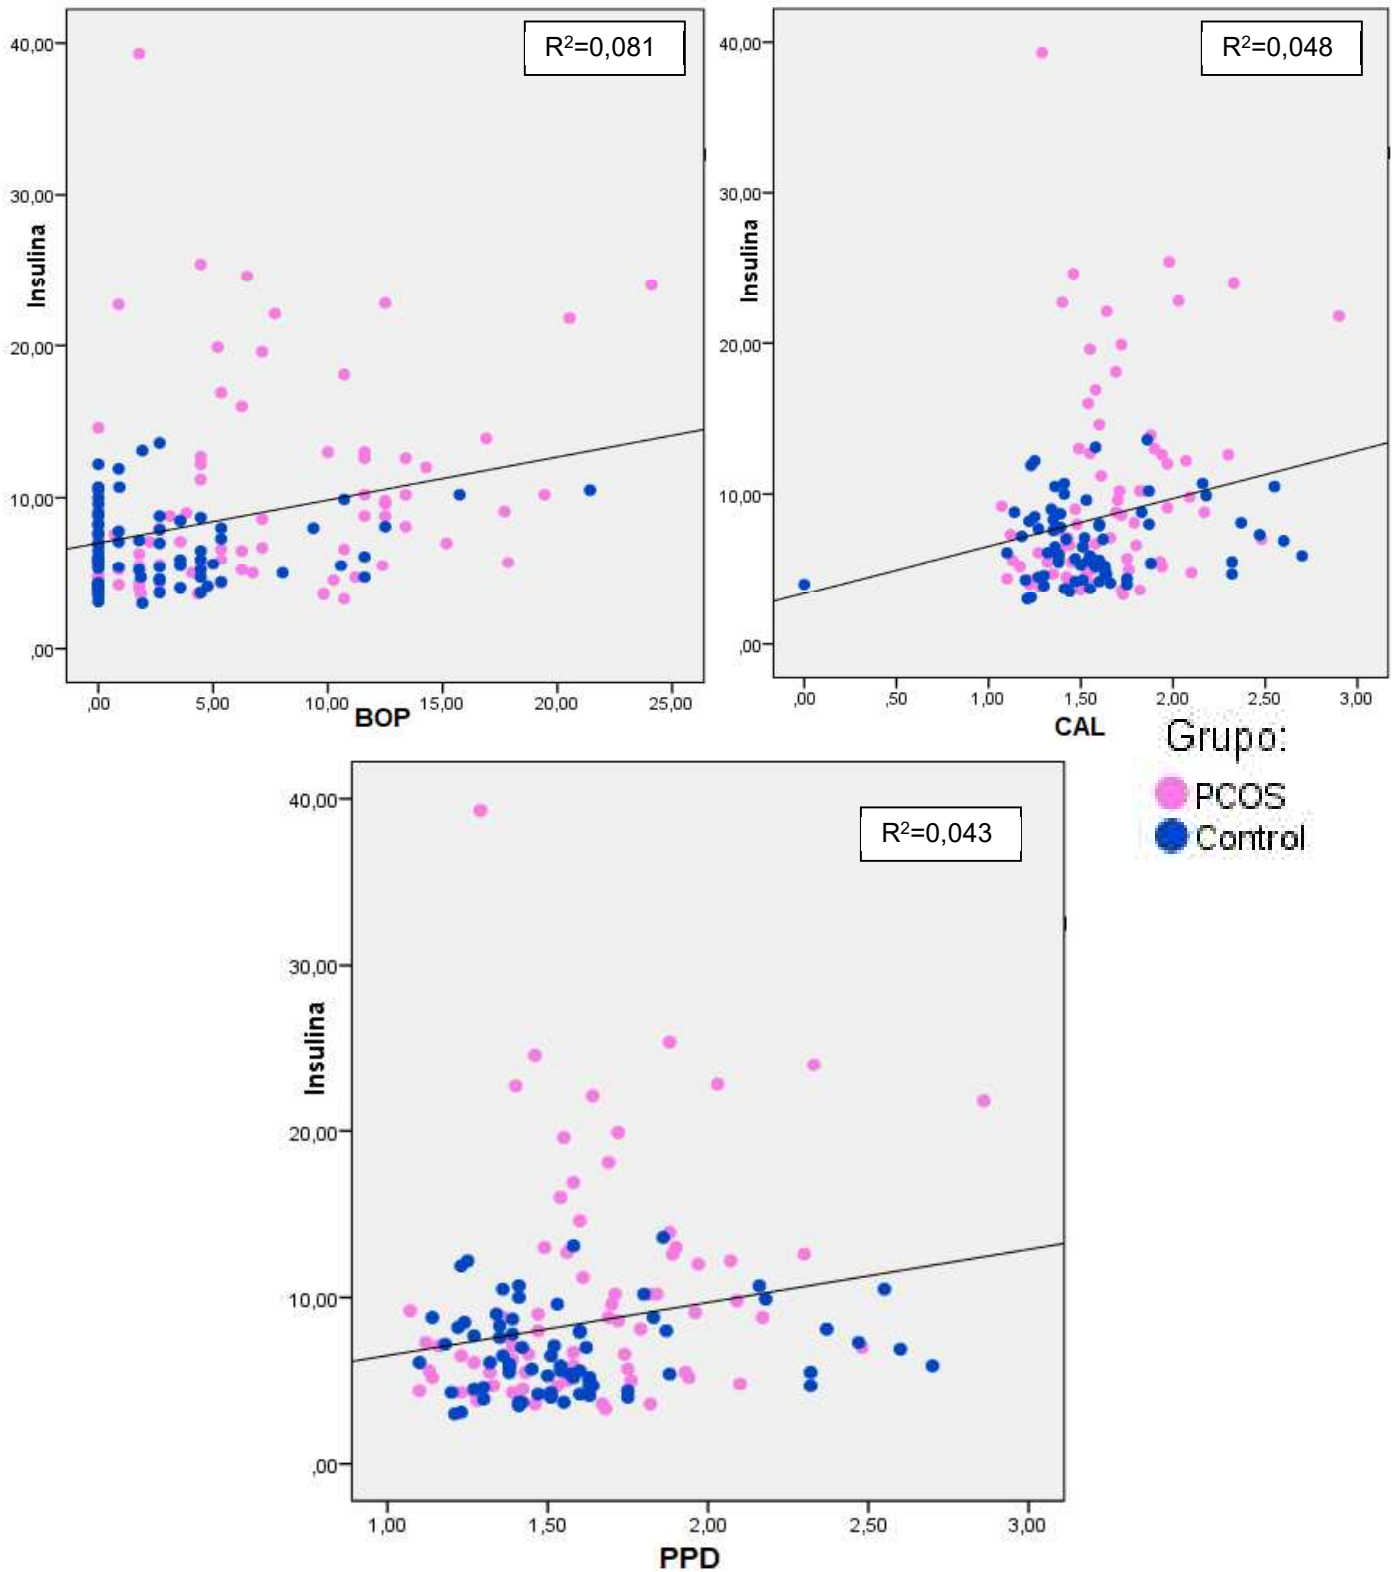 R²=0,081
40,00
30,00
20,00
10,00
,00
Insulina
,00 5,00 10,00 15,00 20,00 25,00
BOP
R²=0,048
40,00
30,00
20,00
10,00
,00
Insulina
,00 ,50 1,00 1,50 2,00 2,50 3,00
CAL
Grupo:
PCOS
Control
R²=0,043
40,00
30,00
20,00
10,00
,00
Insulina
1,00 1,50 2,00 2,50 3,00
PPD